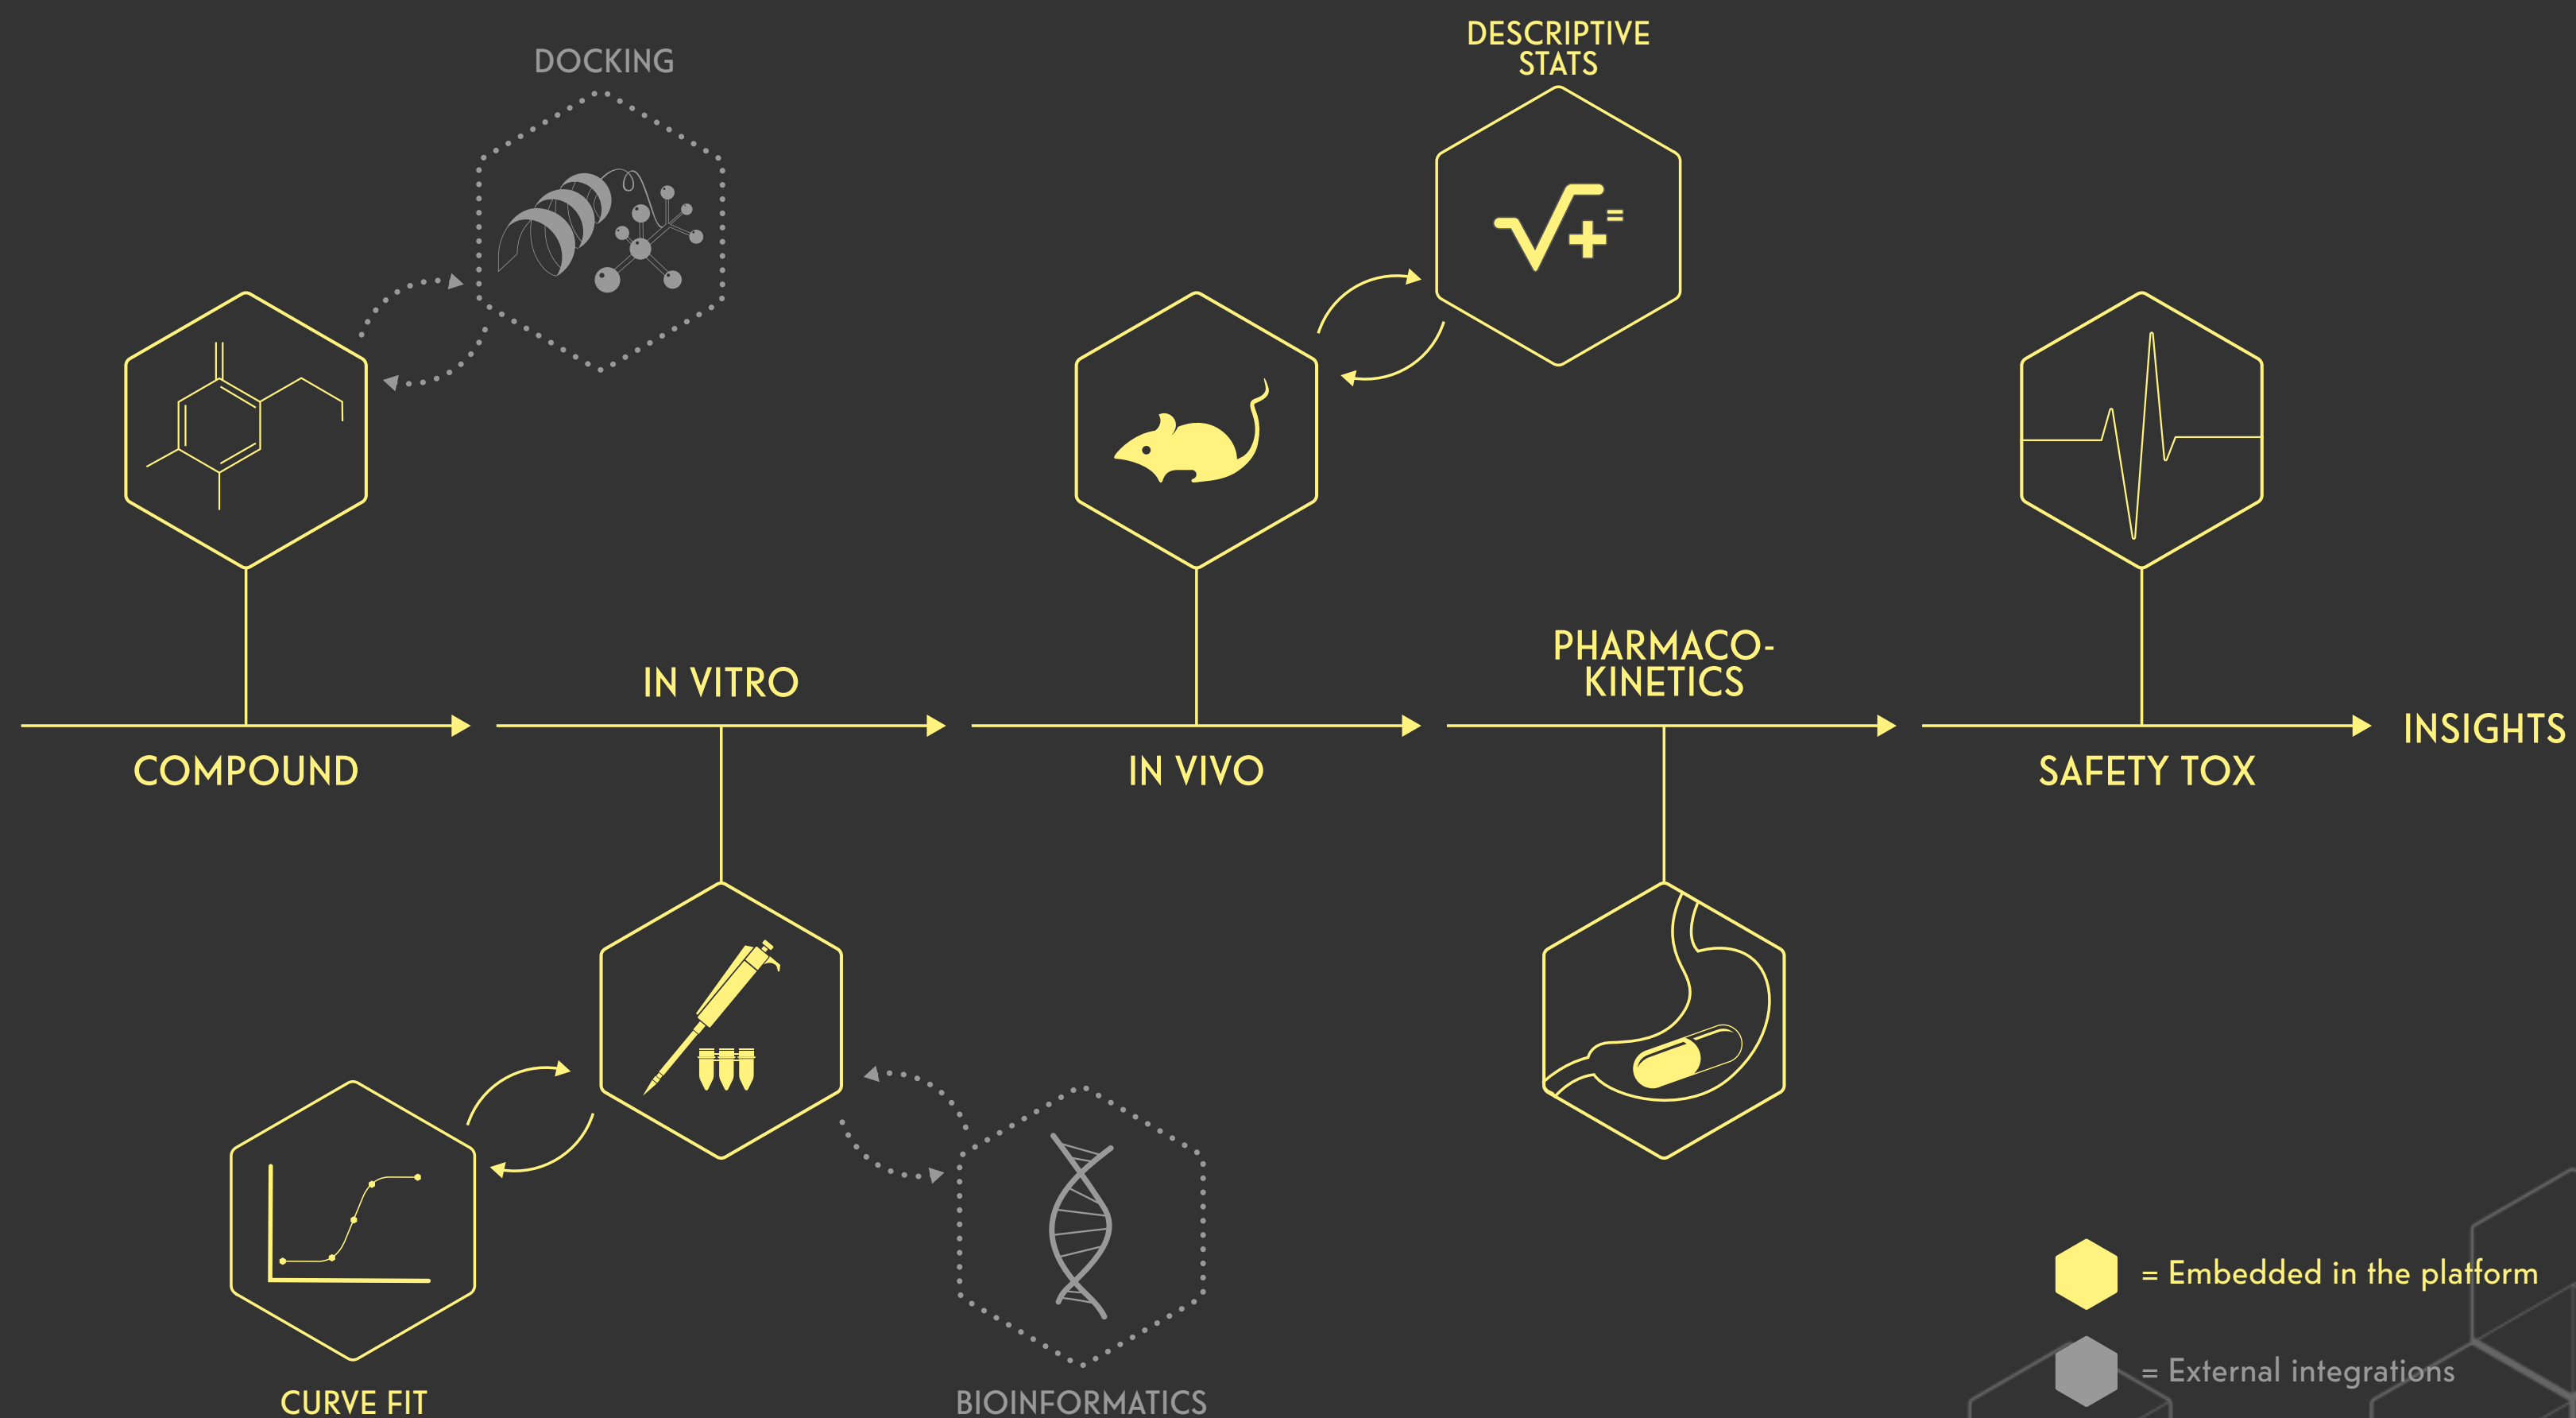 DOCKING
DESCRIPTIVE
STATS
IN VITRO
PHARMACO-
KINETICS
COMPOUND
IN VIVO
SAFETY TOX
INSIGHTS
CURVE FIT
BIOINFORMATICS
= Embedded in the platform
= External integrations